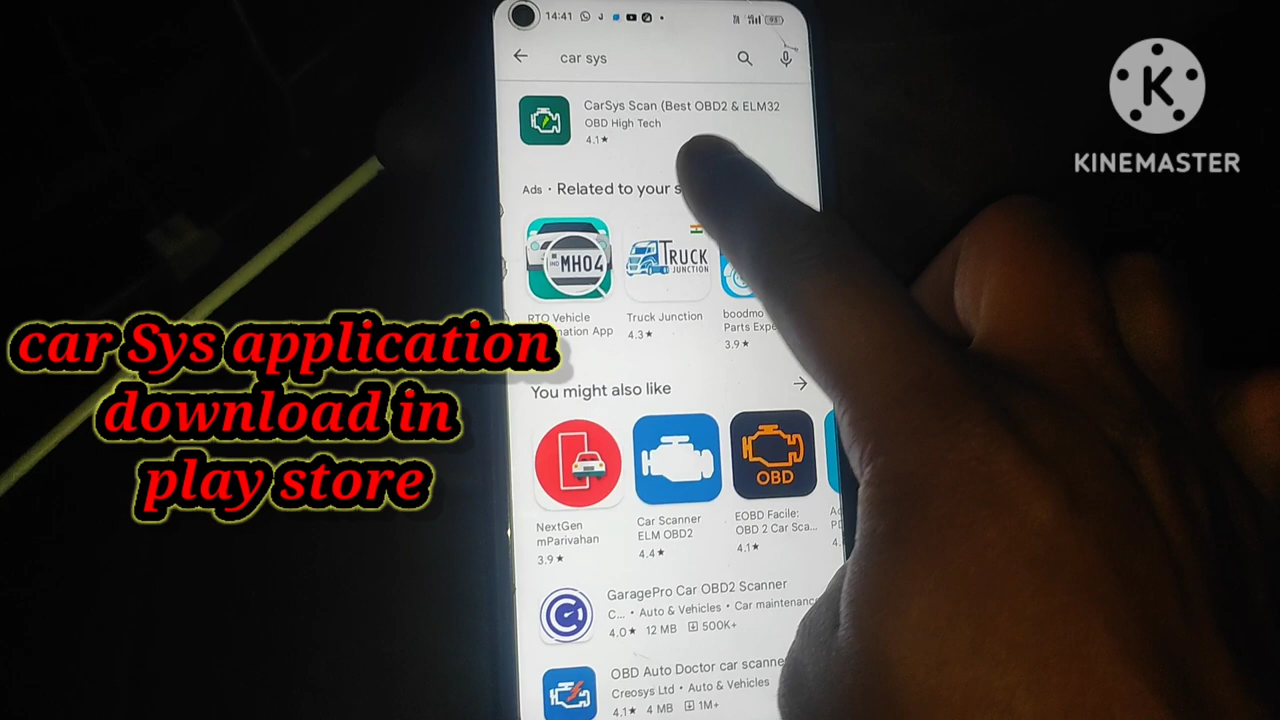 14:41
car sys
CarSys Scan (Best OBD2 & ELM32
OBD High Tech
4.1★
Ads · Related to your s
MH04
TRUCK
JUNCTION
RTO Vehicle
ation App
Truck Junction
4.3★
boodmo
Parts Expe
3.9★
You might also like
OBD
NextGen
mParivahan
3.9★
Car Scanner
ELM OBD2
4.4★
EOBD Facile:
OBD 2 Car Sca...
4.1★
GaragePro Car OBD2 Scanner
C... • Auto & Vehicles • Car maintenanc
4.0★ 12 MB 500K+
OBD Auto Doctor car scanne
Creosys Ltd • Auto & Vehicles
4.1★ 4 MB 1M+
car Sys application
download in
play store
K
KINEMASTER